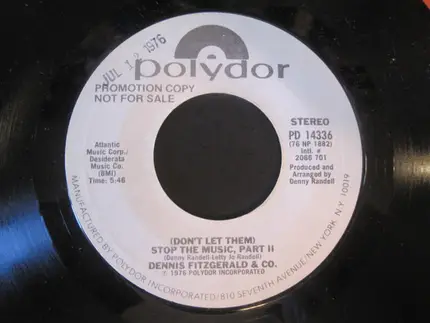 JUL 12 1976
polydor
PROMOTION COPY
NOT FOR SALE
STEREO
PD 14336
(76 NP 1882)
Intl. #
2066 701
Produced and
Arranged by
Denny Randell
Atlantic
Music Corp./
Desiderata
Music Co.
(BMI)
Time: 5:46
(DON'T LET THEM)
STOP THE MUSIC, PART II
(Denny Randell-Letty Jo Randell)
DENNIS FITZGERALD & CO.
℗ 1976 POLYDOR INCORPORATED
MANUFACTURED BY POLYDOR INCORPORATED/810 SEVENTH AVENUE/NEW YORK, N.Y. 10019